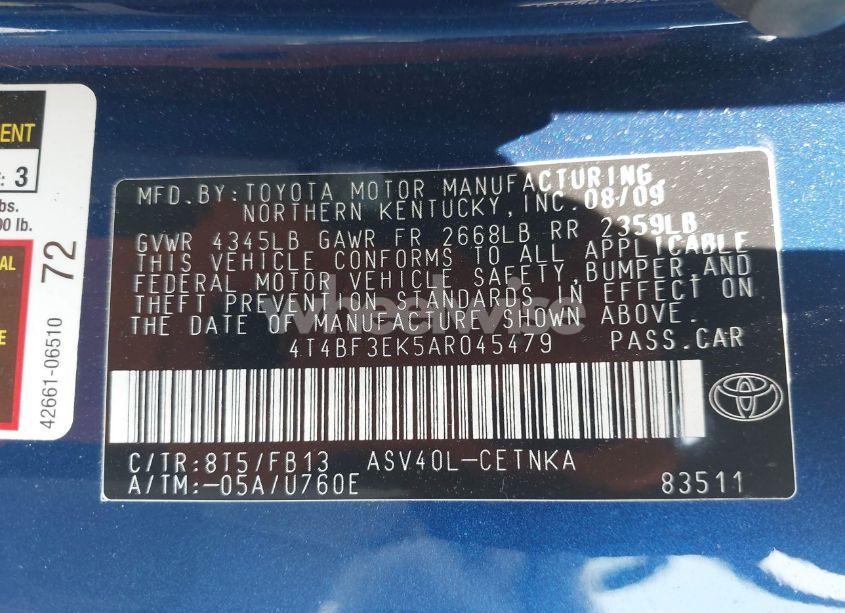 ENT
: 3
bs.
00 lb.
AL
E
42661-06510
72
MFD. BY: TOYOTA MOTOR MANUFACTURING,
NORTHERN KENTUCKY, INC. 08/09
GVWR 4345LB GAWR FR 2668LB RR 2359LB
THIS VEHICLE CONFORMS TO ALL APPLICABLE
FEDERAL MOTOR VEHICLE SAFETY, BUMPER, AND
THEFT PREVENTION STANDARDS IN EFFECT ON
THE DATE OF MANUFACTURE SHOWN ABOVE.
wheelwise
4T4BF3EK5AR045479 PASS.CAR
C/TR:8T5/FB13 ASV40L-CETNKA
A/TM:-05A/U760E 83511